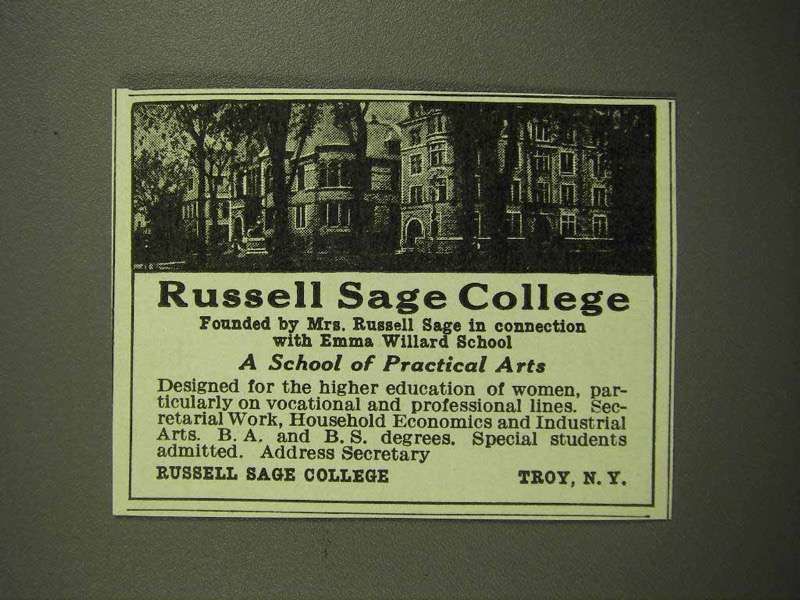 Russell Sage College
Founded by Mrs. Russell Sage in connection
with Emma Willard School
A School of Practical Arts
Designed for the higher education of women, par-
ticularly on vocational and professional lines. Sec-
retarial Work, Household Economics and Industrial
Arts. B. A. and B. S. degrees. Special students
admitted. Address Secretary
RUSSELL SAGE COLLEGE TROY, N. Y.